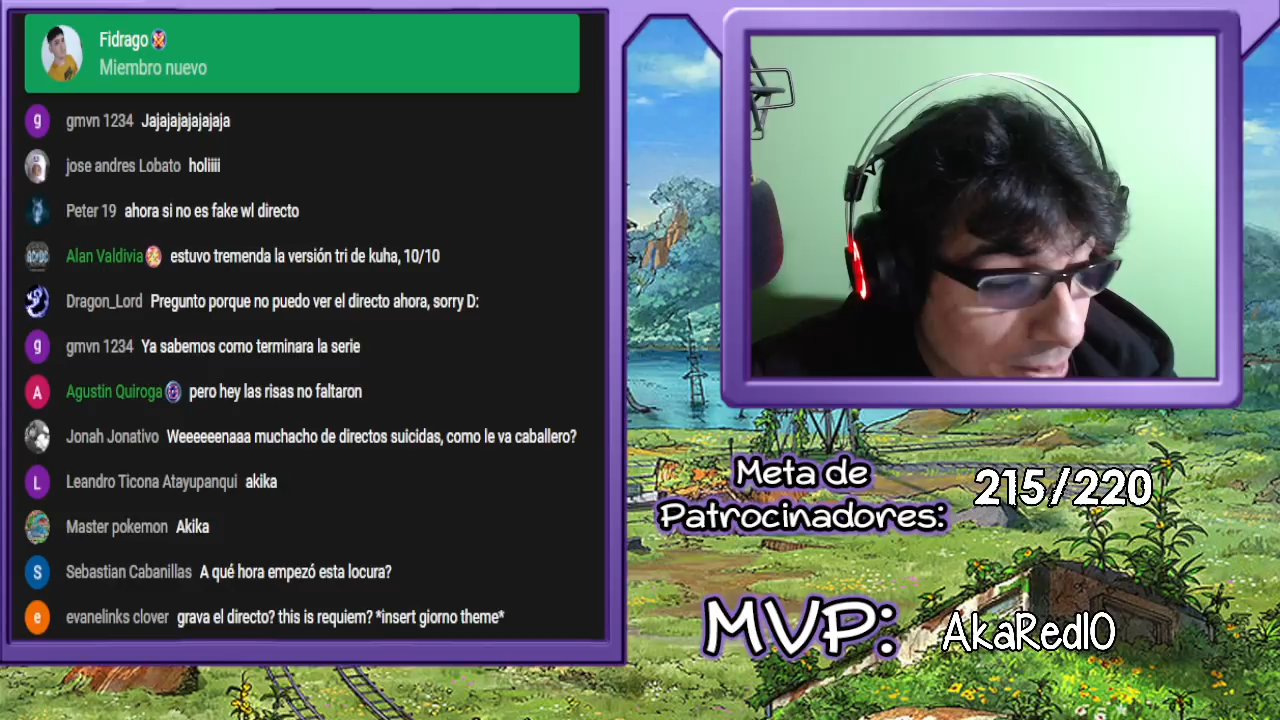 Fidrago
Miembro nuevo
g gmvn 1234 Jajajajajajajaja
jose andres Lobato holiiii
Peter 19 ahora si no es fake wl directo
AC/DC Alan Valdivia estuvo tremenda la versión tri de kuha, 10/10
Dragon_Lord Pregunto porque no puedo ver el directo ahora, sorry D:
g gmvn 1234 Ya sabemos como terminara la serie
A Agustin Quiroga pero hey las risas no faltaron
Jonah Jonativo Weeeeeenaaa muchacho de directos suicidas, como le va caballero?
L Leandro Ticona Atayupanqui akika
Master pokemon Akika
S Sebastian Cabanillas A qué hora empezó esta locura?
e evanelinks clover grava el directo? this is requiem? *insert giorno theme*
Meta de
Patrocinadores: 215/220
MVP: AkaRed10